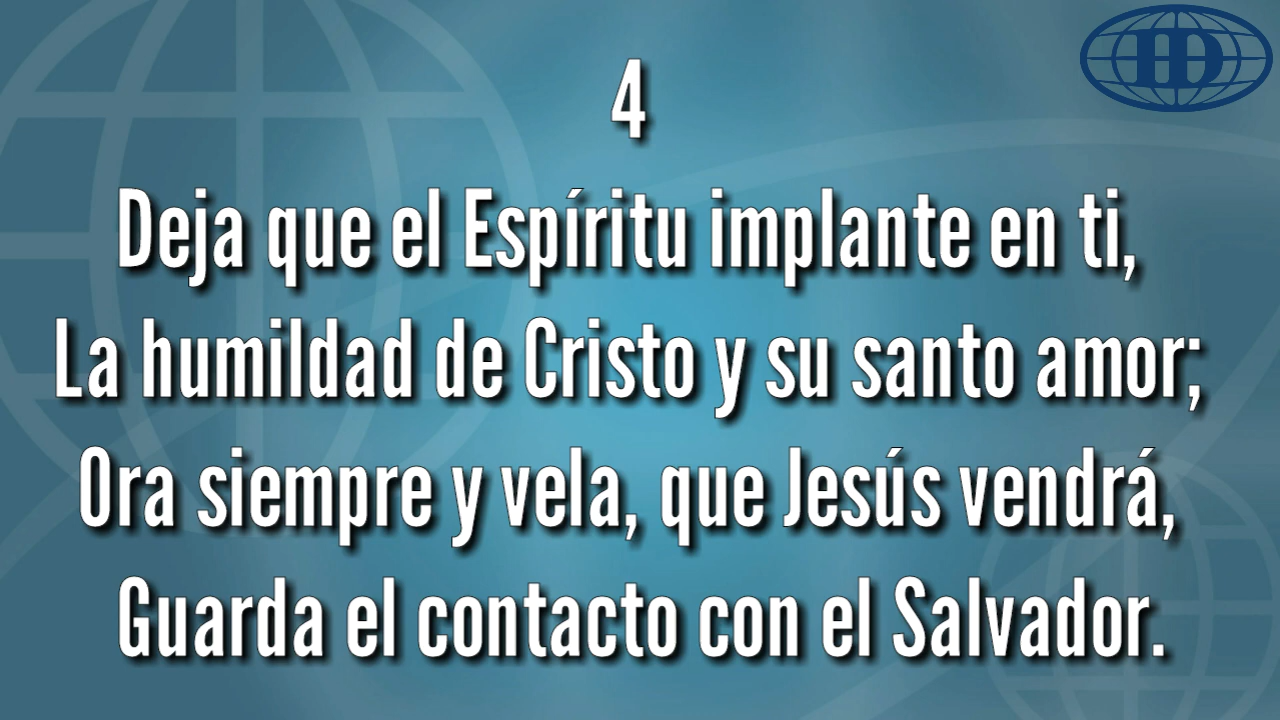 ID
4
Deja que el Espíritu implante en ti,
La humildad de Cristo y su santo amor;
Ora siempre y vela, que Jesús vendrá,
Guarda el contacto con el Salvador.